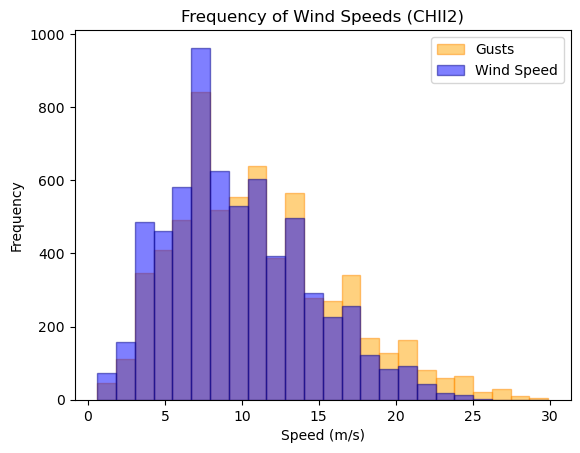 Frequency of Wind Speeds (CHII2)
Gusts
Wind Speed
Frequency
1000
800
600
400
200
0
0 5 10 15 20 25 30
Speed (m/s)